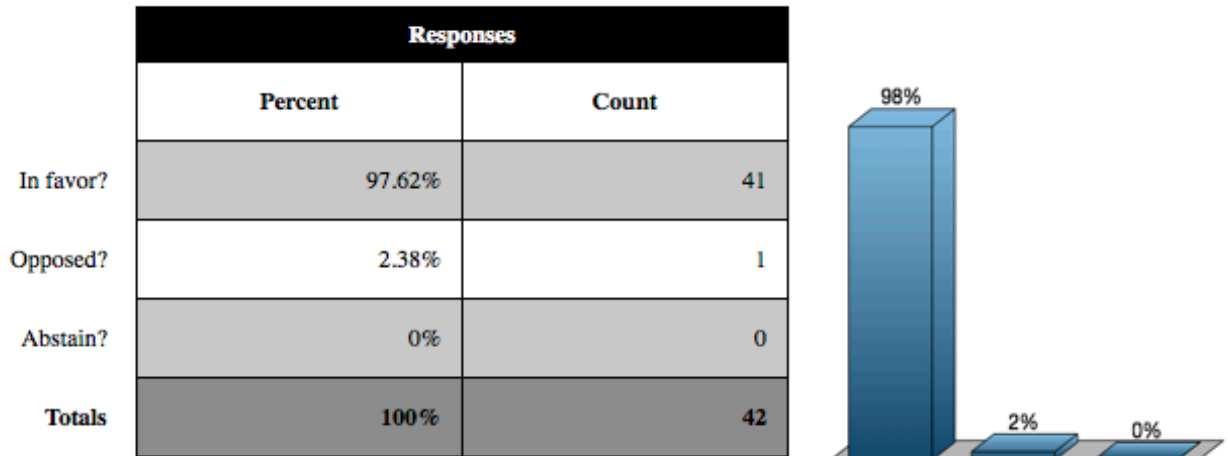 Responses
Percent Count
In favor? 97.62% 41
Opposed? 2.38% 1
Abstain? 0% 0
Totals 100% 42
98%
2%
0%